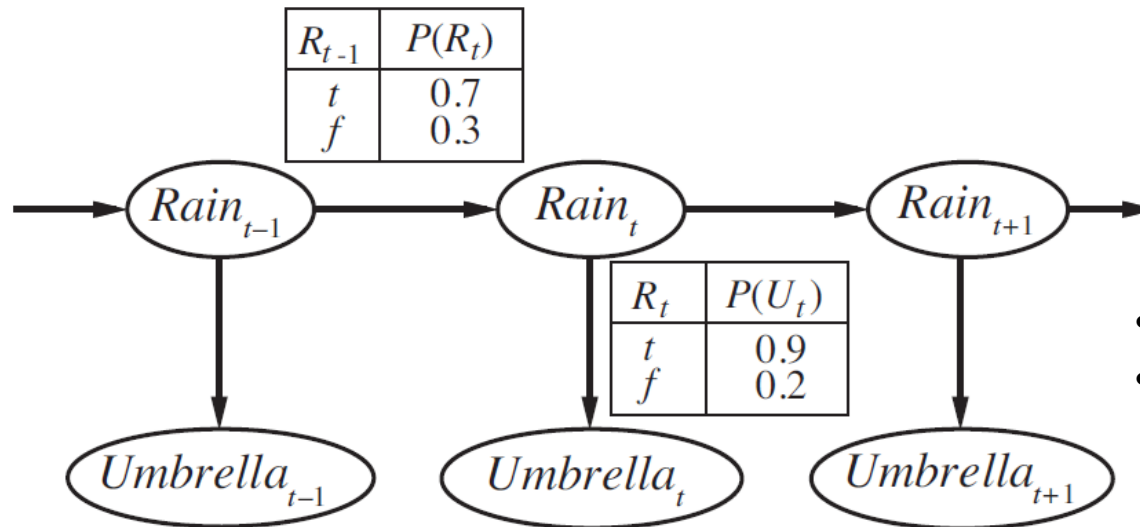 R_{t-1} P(R_t)
t 0.7
f 0.3
Rain_{t-1} Rain_t Rain_{t+1}
R_t P(U_t)
t 0.9
f 0.2
•
•
Umbrella_{t-1} Umbrella_t Umbrella_{t+1}